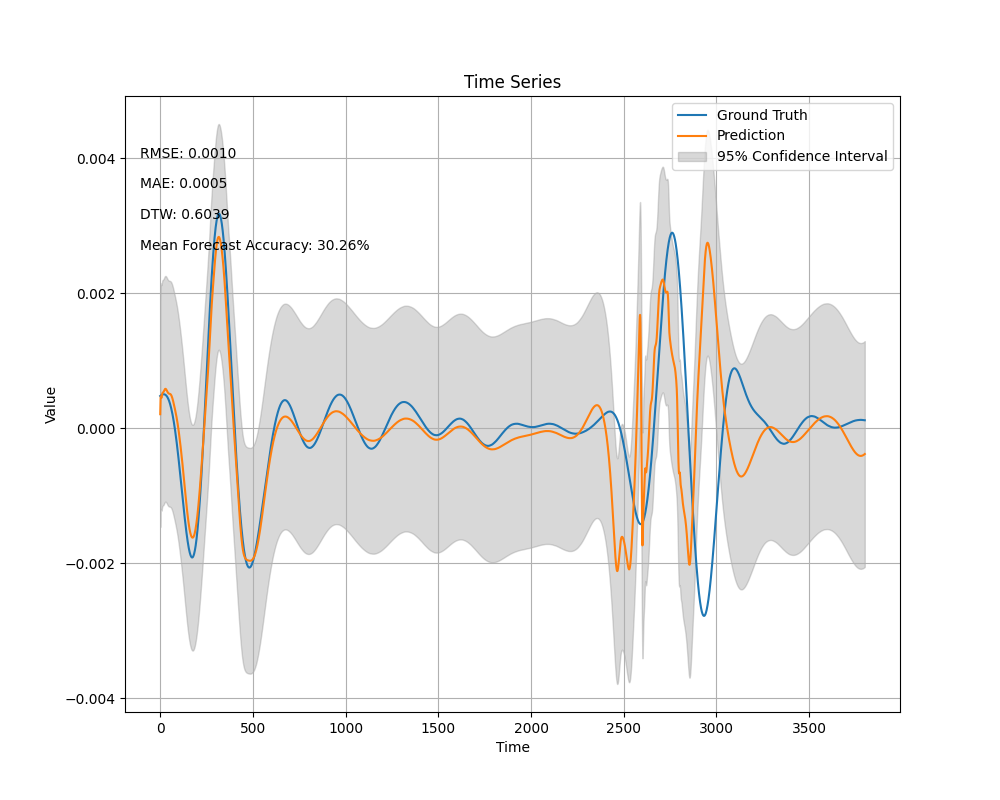 Time Series
Ground Truth
Prediction
95% Confidence Interval
RMSE: 0.0010
MAE: 0.0005
DTW: 0.6039
Mean Forecast Accuracy: 30.26%
0.004
0.002
0.000
−0.002
−0.004
Value
0 500 1000 1500 2000 2500 3000 3500
Time